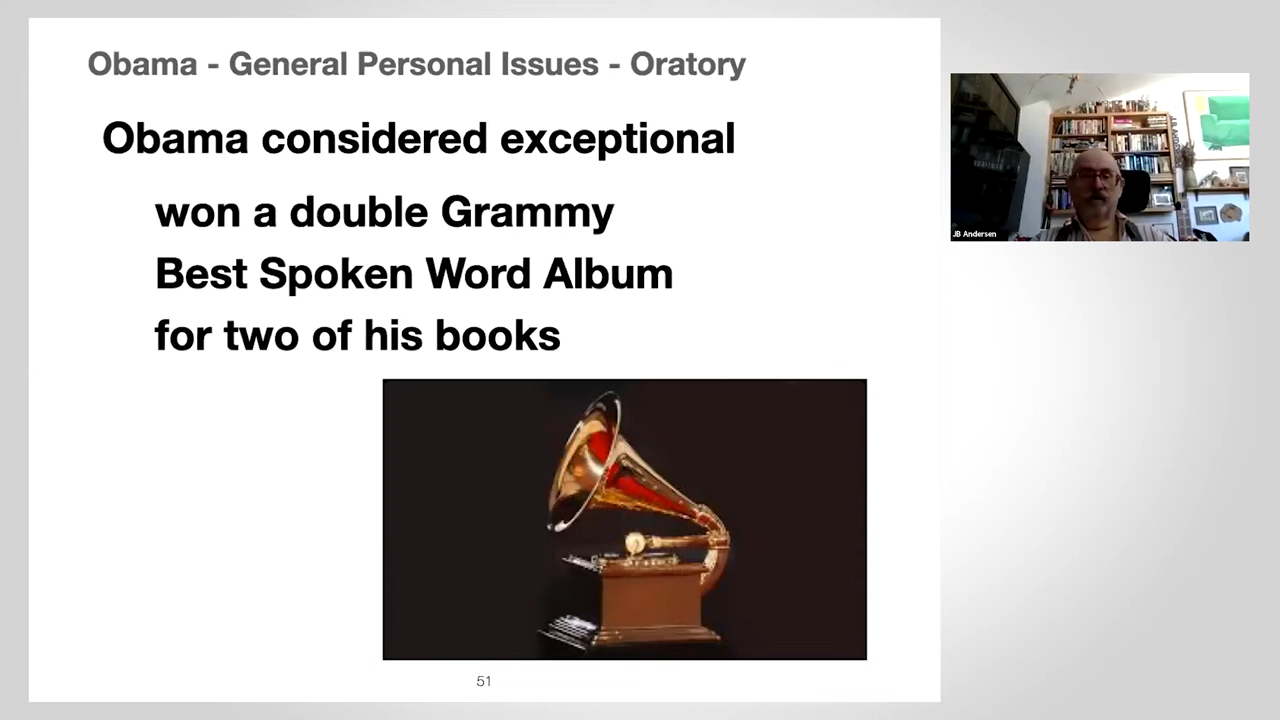 Obama - General Personal Issues - Oratory
Obama considered exceptional
won a double Grammy
Best Spoken Word Album
for two of his books
51
JB Andersen